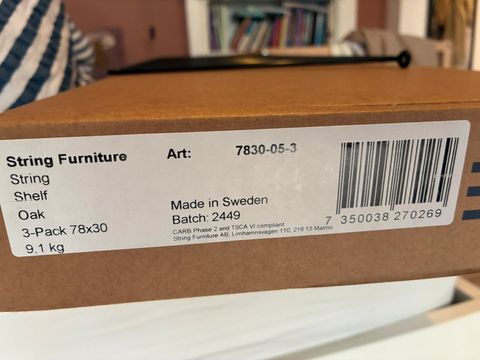 String Furniture
String
Shelf
Oak
3-Pack 78x30
9.1 kg
Art: 7830-05-3
Made in Sweden
Batch: 2449
CARB Phase 2 and TSCA VI compliant
String Furniture AB, Limhamnsvägen 110, 216 13 Malmö
7 350038 270269